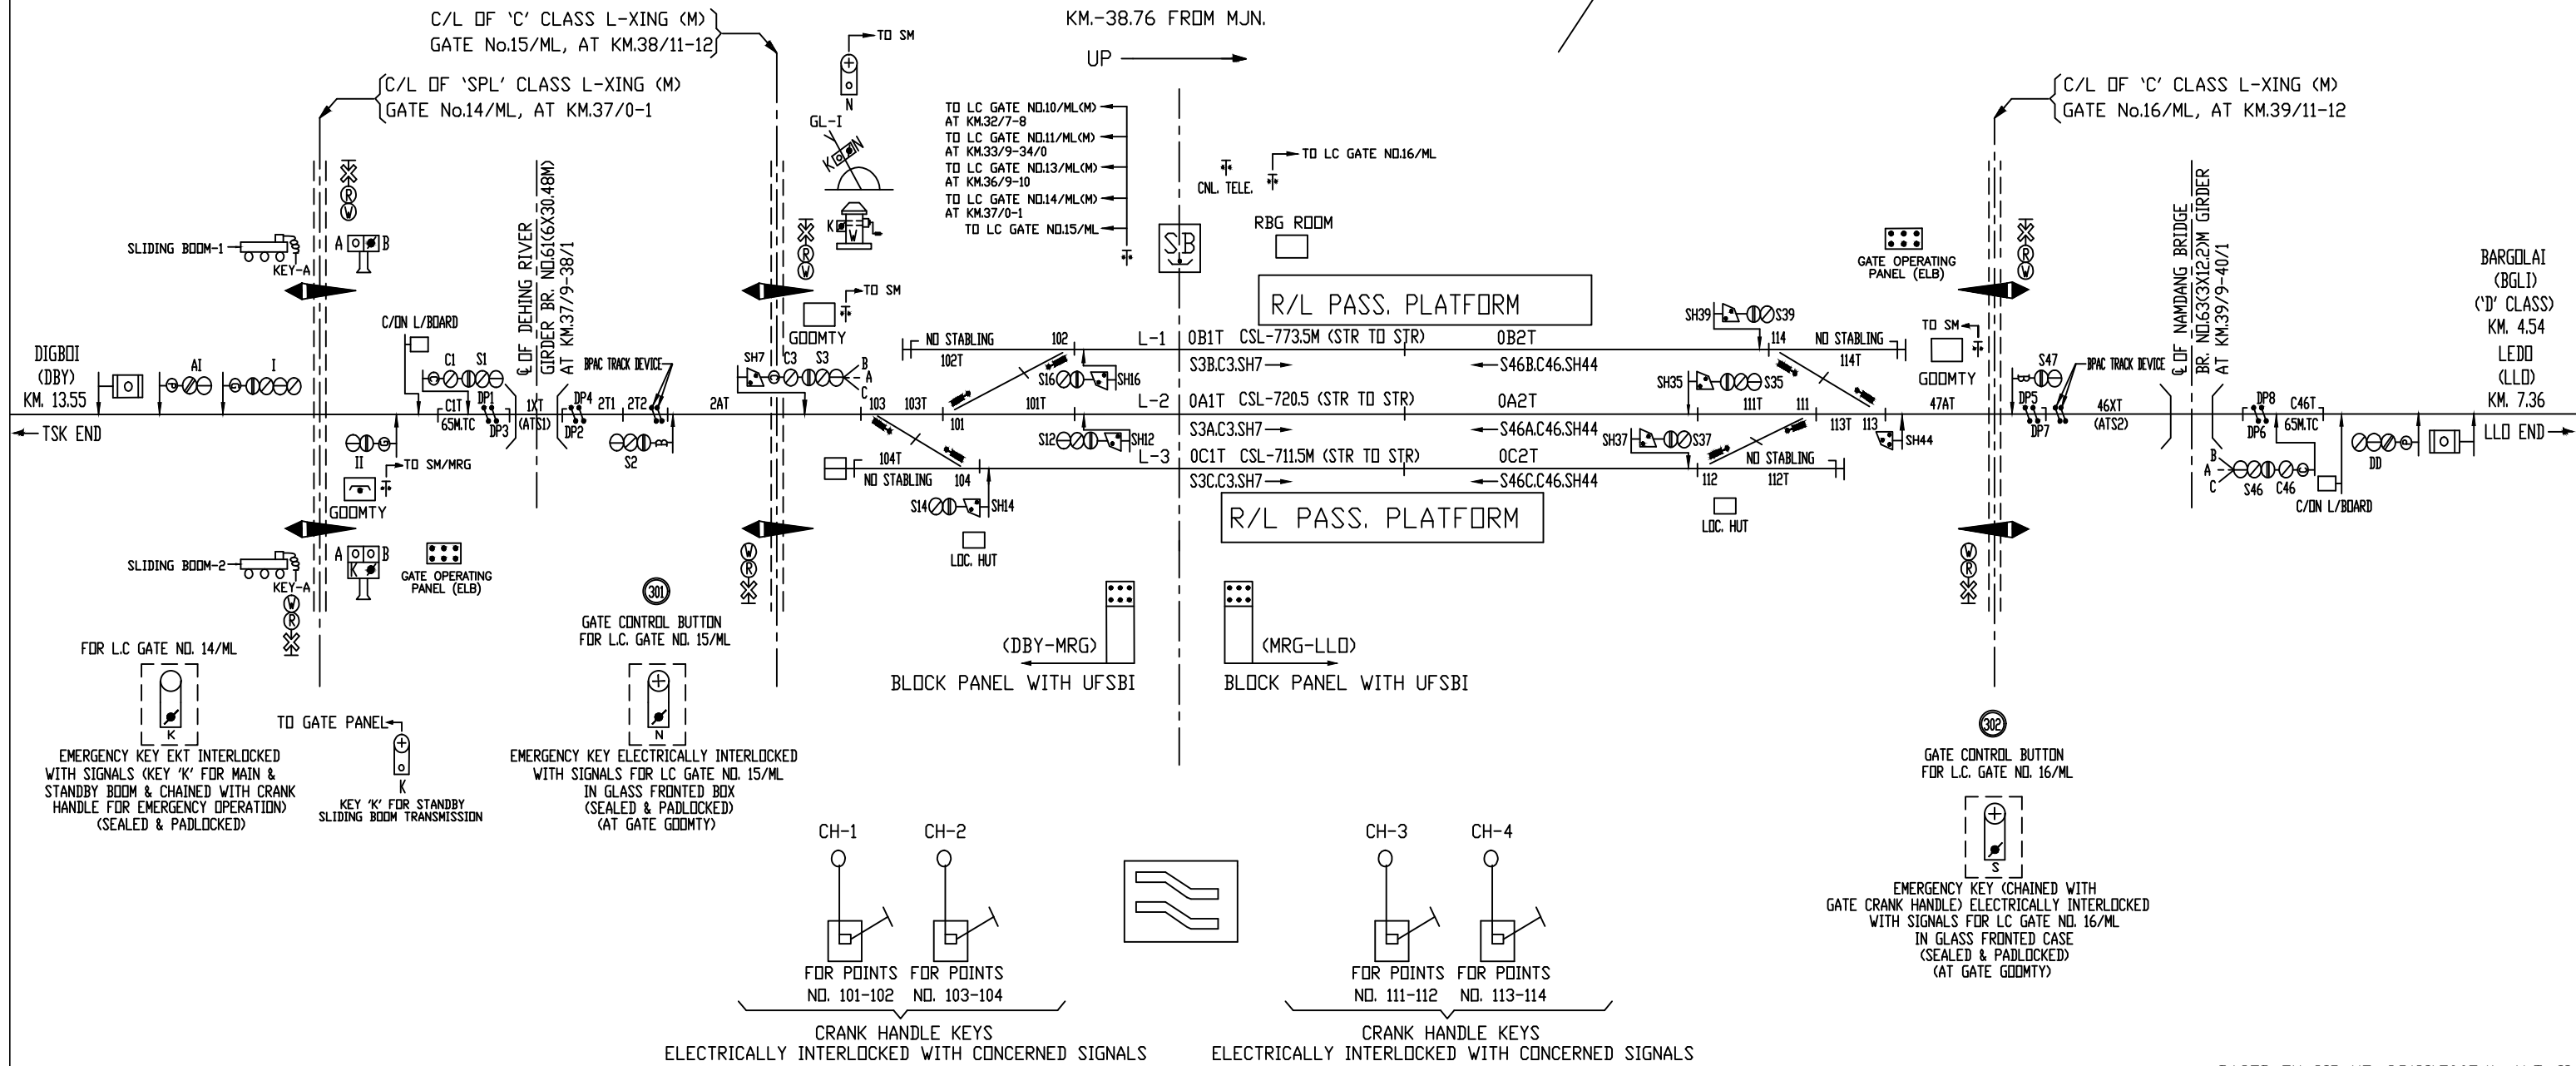 C/L OF 'C' CLASS L-XING (M)
GATE No.15/ML, AT KM.38/11-12
C/L OF 'SPL' CLASS L-XING (M)
GATE No.14/ML, AT KM.37/0-1
TO SM
N
KM.-38.76 FROM MJN.
UP
C/L OF 'C' CLASS L-XING (M)
GATE No.16/ML, AT KM.39/11-12
GL-I
K N
K
W
TO LC GATE NO.10/ML(M)
AT KM.32/7-8
TO LC GATE NO.11/ML(M)
AT KM.33/9-34/0
TO LC GATE NO.13/ML(M)
AT KM.36/9-10
TO LC GATE NO.14/ML(M)
AT KM.37/0-1
TO LC GATE NO.15/ML
TO LC GATE NO.16/ML
CNL. TELE.
SB
RBG ROOM
R
W
R
W
R
W
SLIDING BOOM-1
KEY-A
A B
℄ OF DEHING RIVER
GIRDER BR. NO.61(6X30.48M)
AT KM.37/9-38/1
GATE OPERATING
PANEL (ELB)
℄ OF NAMDANG BRIDGE
BR. NO.63(3X12.2)M GIRDER
AT KM.39/9-40/1
BARGOLAI
(BGLI)
('D' CLASS)
KM. 4.54
LEDO
(LLO)
KM. 7.36
LLO END
DIGBOI
(DBY)
KM. 13.55
TSK END
AI
I
C/ON L/BOARD
C1 S1
BPAC TRACK DEVICE
TO SM
GOOMTY
SH7 C3 S3
B
A
C
R/L PASS. PLATFORM
NO STABLING
102
102T
L-1
0B1T CSL-773.5M (STR TO STR) 0B2T
S3B.C3.SH7
S46B.C46.SH44
SH39 S39
114
NO STABLING
114T
TO SM
GOOMTY
S47
BPAC TRACK DEVICE
C1T
65M.TC
DP1
DP3
1XT
(ATS1)
DP4
DP2
2T1
2T2
2AT
103
103T
101
S16 SH16
101T
L-2
0A1T CSL-720.5 (STR TO STR) 0A2T
S3A.C3.SH7
S46A.C46.SH44
SH35 S35
111T
111
113T
113
47AT
DP5
DP7
46XT
(ATS2)
DP8
DP6
C46T
65M.TC
II
TO SM/MRG
GOOMTY
S2
S12 SH12
SH37 S37
SH44
104T
NO STABLING
104
L-3
0C1T CSL-711.5M (STR TO STR) 0C2T
S3C.C3.SH7
S46C.C46.SH44
NO STABLING
112
112T
B
A
C
S46 C46
C/ON L/BOARD
DD
S14 SH14
LOC. HUT
R/L PASS. PLATFORM
LOC. HUT
SLIDING BOOM-2
KEY-A
A B
K
GATE OPERATING
PANEL (ELB)
W
R
W
R
W
R
301
GATE CONTROL BUTTON
FOR L.C. GATE NO. 15/ML
N
EMERGENCY KEY ELECTRICALLY INTERLOCKED
WITH SIGNALS FOR LC GATE NO. 15/ML
IN GLASS FRONTED BOX
(SEALED & PADLOCKED)
(AT GATE GOOMTY)
FOR L.C GATE NO. 14/ML
K
EMERGENCY KEY EKT INTERLOCKED
WITH SIGNALS (KEY 'K' FOR MAIN &
STANDBY BOOM & CHAINED WITH CRANK
HANDLE FOR EMERGENCY OPERATION)
(SEALED & PADLOCKED)
TO GATE PANEL
K
KEY 'K' FOR STANDBY
SLIDING BOOM TRANSMISSION
(DBY-MRG)
BLOCK PANEL WITH UFSBI
(MRG-LLO)
BLOCK PANEL WITH UFSBI
302
GATE CONTROL BUTTON
FOR L.C. GATE NO. 16/ML
S
EMERGENCY KEY (CHAINED WITH
GATE CRANK HANDLE) ELECTRICALLY INTERLOCKED
WITH SIGNALS FOR LC GATE NO. 16/ML
IN GLASS FRONTED CASE
(SEALED & PADLOCKED)
(AT GATE GOOMTY)
CH-1 CH-2
FOR POINTS FOR POINTS
NO. 101-102 NO. 103-104
CRANK HANDLE KEYS
ELECTRICALLY INTERLOCKED WITH CONCERNED SIGNALS
CH-3 CH-4
FOR POINTS FOR POINTS
NO. 111-112 NO. 113-114
CRANK HANDLE KEYS
ELECTRICALLY INTERLOCKED WITH CONCERNED SIGNALS